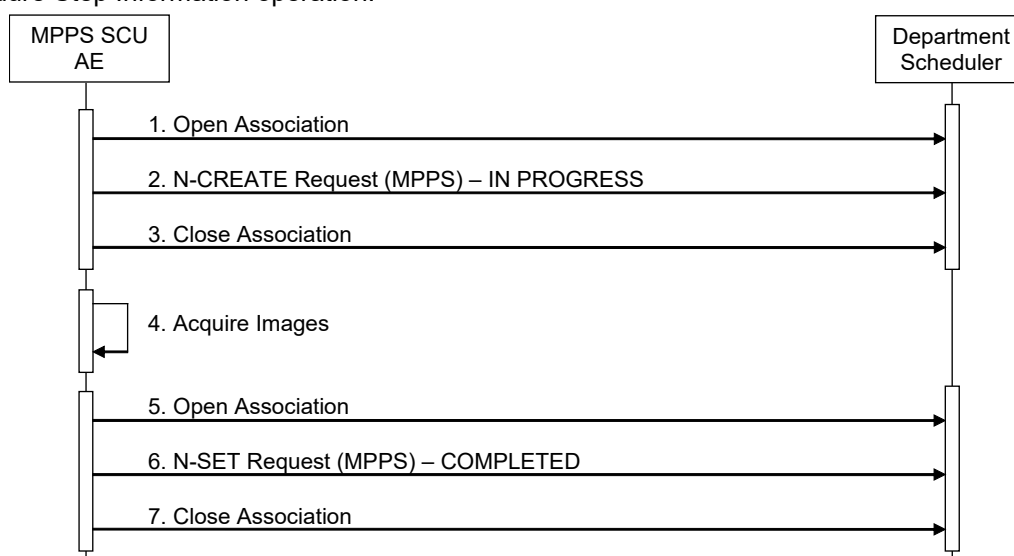 Step Information operation.
MPPS SCU
AE
Department
Scheduler
1. Open Association
2. N-CREATE Request (MPPS) – IN PROGRESS
3. Close Association
4. Acquire Images
5. Open Association
6. N-SET Request (MPPS) – COMPLETED
7. Close Association